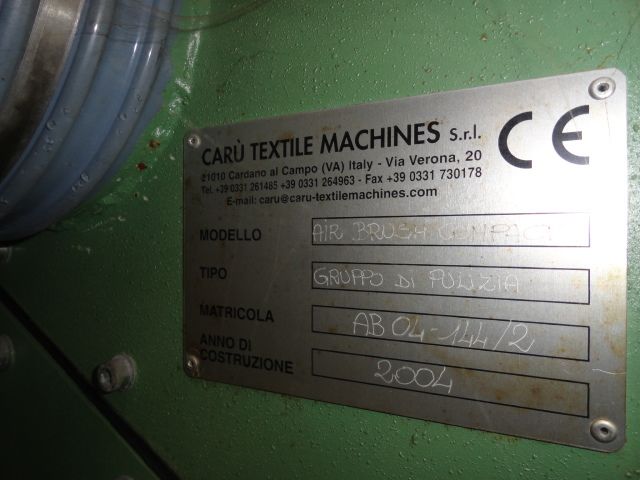 CARÙ TEXTILE MACHINES s.r.l.
21010 Cardano al Campo (VA) Italy - Via Verona, 20
Tel. +39 0331 261485 +39 0331 264963 - Fax +39 0331 730178
E-mail: caru@caru-textilemachines.com
CE
MODELLO AIR BRUSH COMPACT
TIPO GRUPPO DI PULIZIA
MATRICOLA AB 04-144/2
ANNO DI
COSTRUZIONE 2004